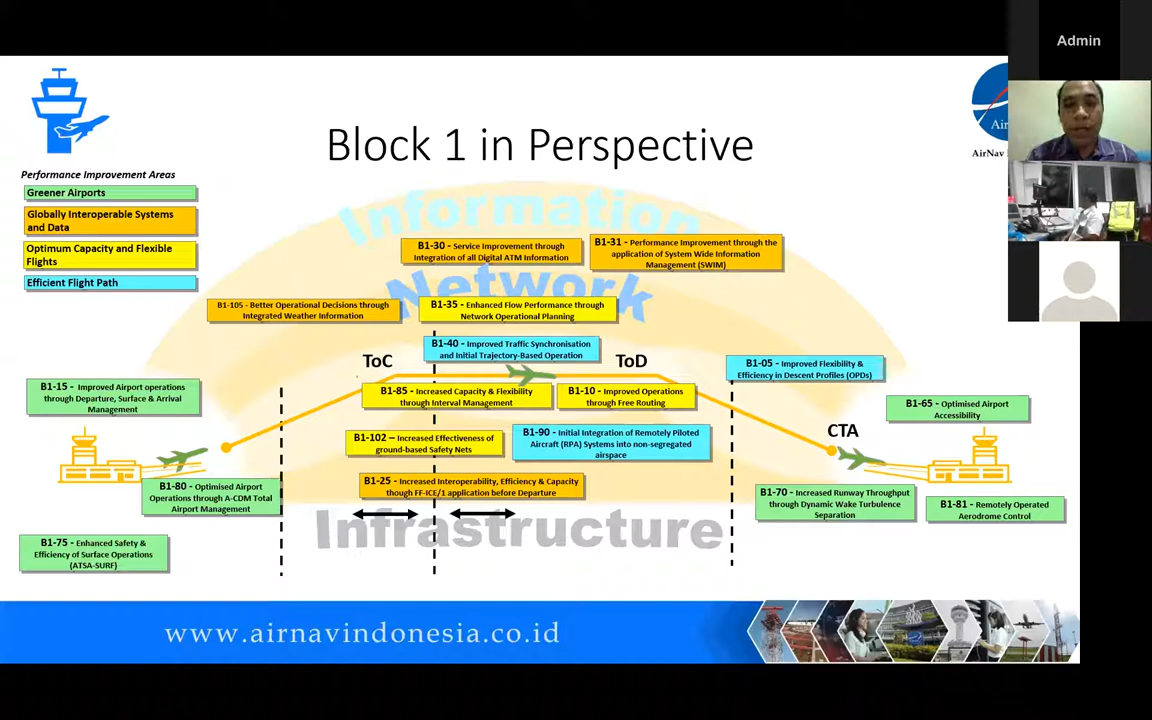 Admin
Block 1 in Perspective
AirNav
Performance Improvement Areas
Greener Airports
Globally Interoperable Systems
and Data
Optimum Capacity and Flexible
Flights
Efficient Flight Path
Information
Network
Infrastructure
B1-30 - Service Improvement through
Integration of all Digital ATM Information
B1-31 - Performance Improvement through the
application of System Wide Information
Management (SWIM)
B1-105 - Better Operational Decisions through
Integrated Weather Information
B1-35 - Enhanced Flow Performance through
Network Operational Planning
B1-40 - Improved Traffic Synchronisation
and Initial Trajectory-Based Operation
ToC
ToD
B1-05 - Improved Flexibility &
Efficiency in Descent Profiles (OPDs)
B1-15 - Improved Airport operations
through Departure, Surface & Arrival
Management
B1-85 - Increased Capacity & Flexibility
through Interval Management
B1-10 - Improved Operations
through Free Routing
B1-65 - Optimised Airport
Accessibility
CTA
B1-102 – Increased Effectiveness of
ground-based Safety Nets
B1-90 - Initial Integration of Remotely Piloted
Aircraft (RPA) Systems into non-segregated
airspace
B1-80 - Optimised Airport
Operations through A-CDM Total
Airport Management
B1-25 - Increased Interoperability, Efficiency & Capacity
though FF-ICE/1 application before Departure
B1-70 - Increased Runway Throughput
through Dynamic Wake Turbulence
Separation
B1-81 - Remotely Operated
Aerodrome Control
B1-75 - Enhanced Safety &
Efficiency of Surface Operations
(ATSA-SURF)
www.airnavindonesia.co.id